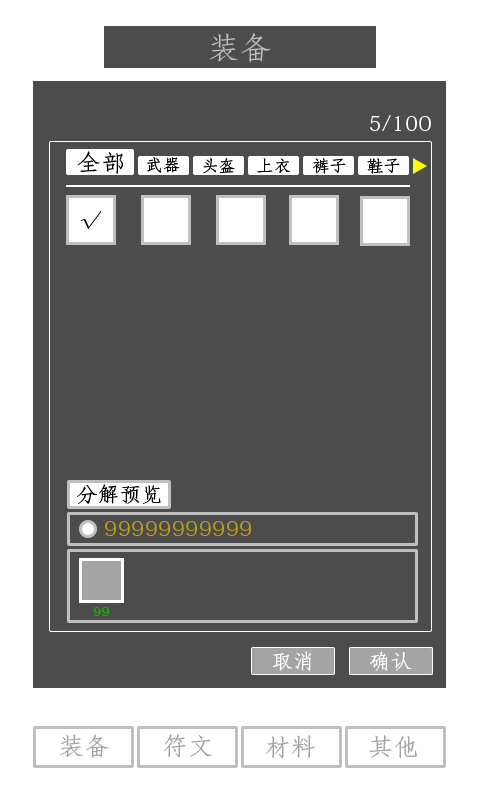 装备
5/100
全部 武器 头盔 上衣 裤子 鞋子
√
分解预览
99999999999
99
取消 确认
装备 符文 材料 其他